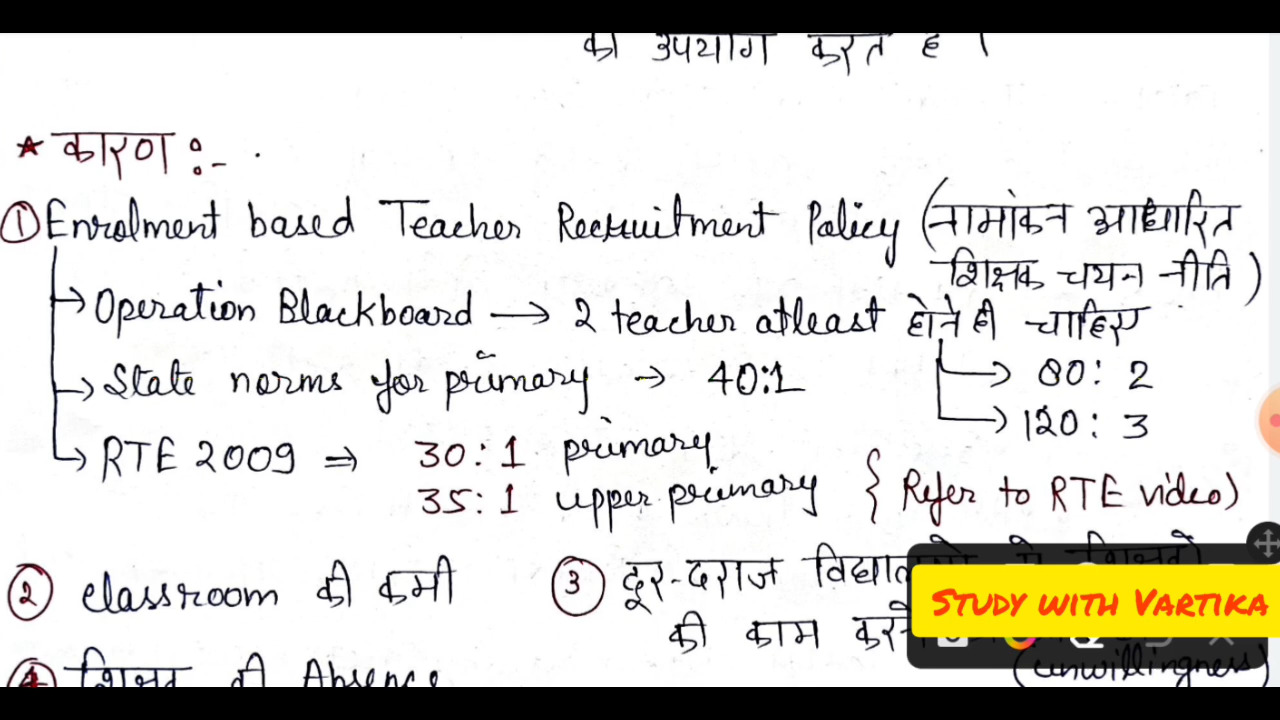 का उपयोग करते हैं ।
* कारण :-
① Enrolment based Teacher Recruitment Policy (नामांकन आधारित
शिक्षक चयन नीति)
→ Operation Blackboard → 2 teacher atleast होने ही चाहिए
→ 80 : 2
→ 120 : 3
→ State norms for primary → 40:1
→ RTE 2009 ⇒ 30 : 1 primary
35 : 1 upper primary { Refer to RTE video)
② classroom की कमी
③ दूर-दराज
की काम
(unwillingness)
④ की Absence
STUDY WITH VARTIKA